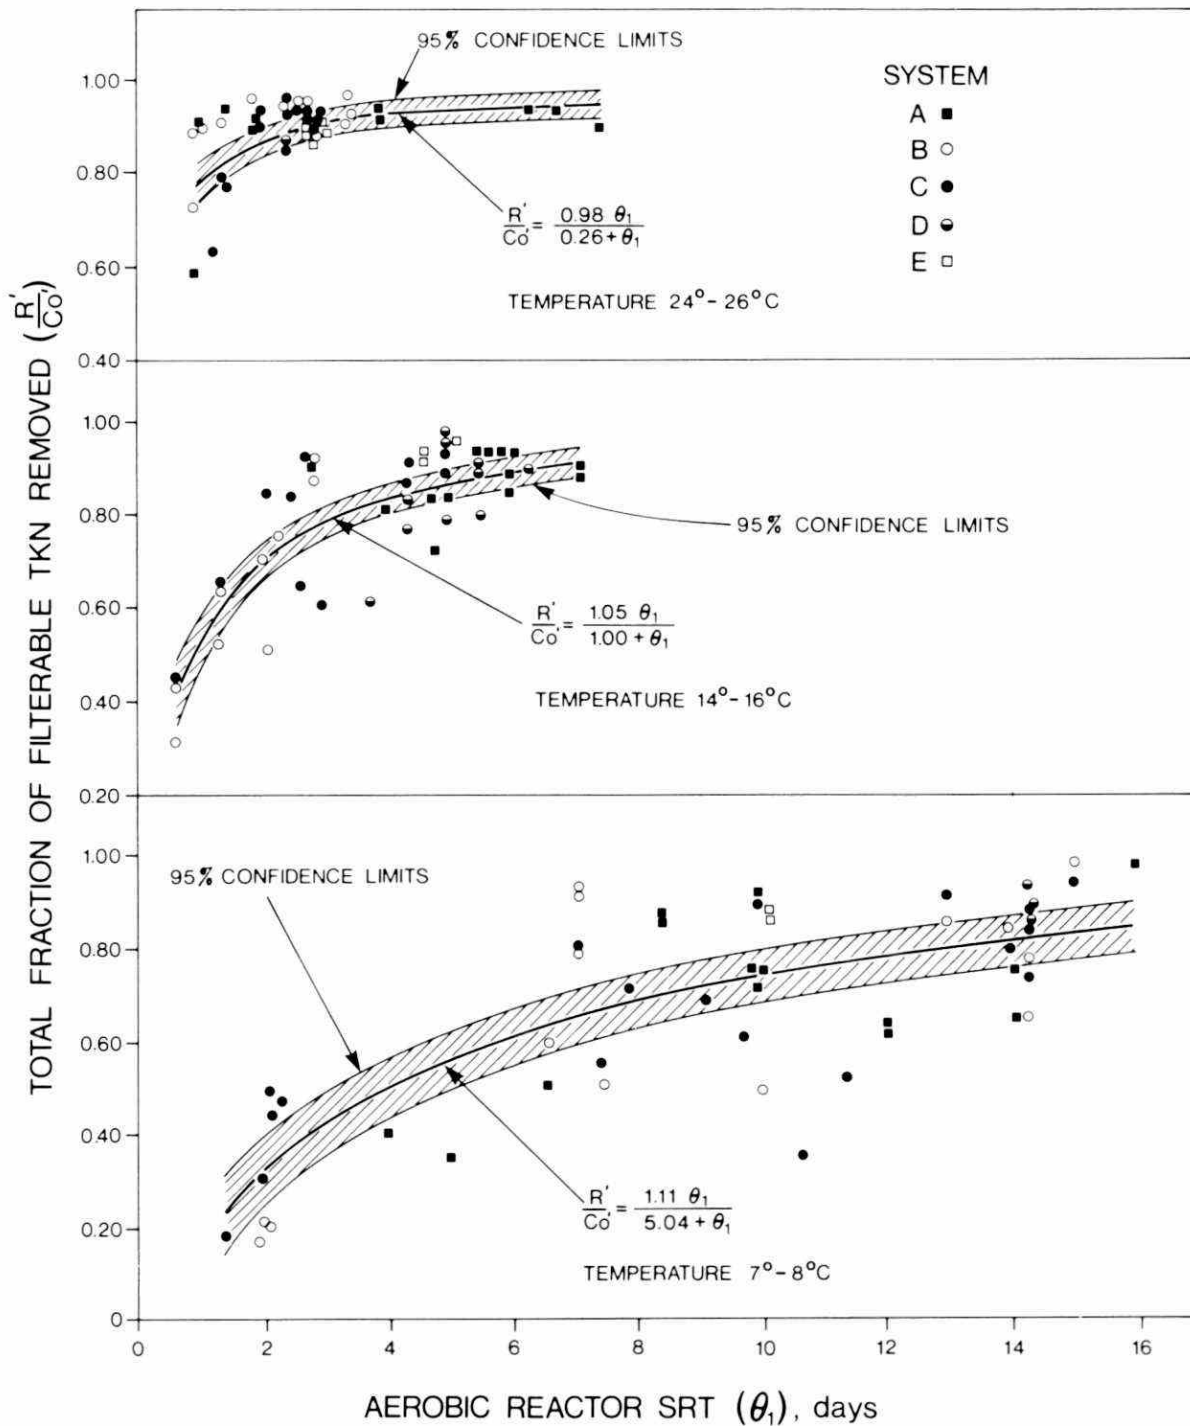 TOTAL FRACTION OF FILTERABLE TKN REMOVED (R'/Co')
95% CONFIDENCE LIMITS
SYSTEM
A ■
B ○
C ●
D ◒
E □
1.00
0.80
0.60
0.40
R'/Co' = 0.98 θ₁/0.26 + θ₁
TEMPERATURE 24°- 26°C
1.00
0.80
0.60
0.40
0.20
95% CONFIDENCE LIMITS
R'/Co' = 1.05 θ₁/1.00 + θ₁
TEMPERATURE 14°- 16°C
1.00
0.80
0.60
0.40
0.20
0
95% CONFIDENCE LIMITS
R'/Co' = 1.11 θ₁/5.04 + θ₁
TEMPERATURE 7°- 8°C
0 2 4 6 8 10 12 14 16
AEROBIC REACTOR SRT (θ₁), days